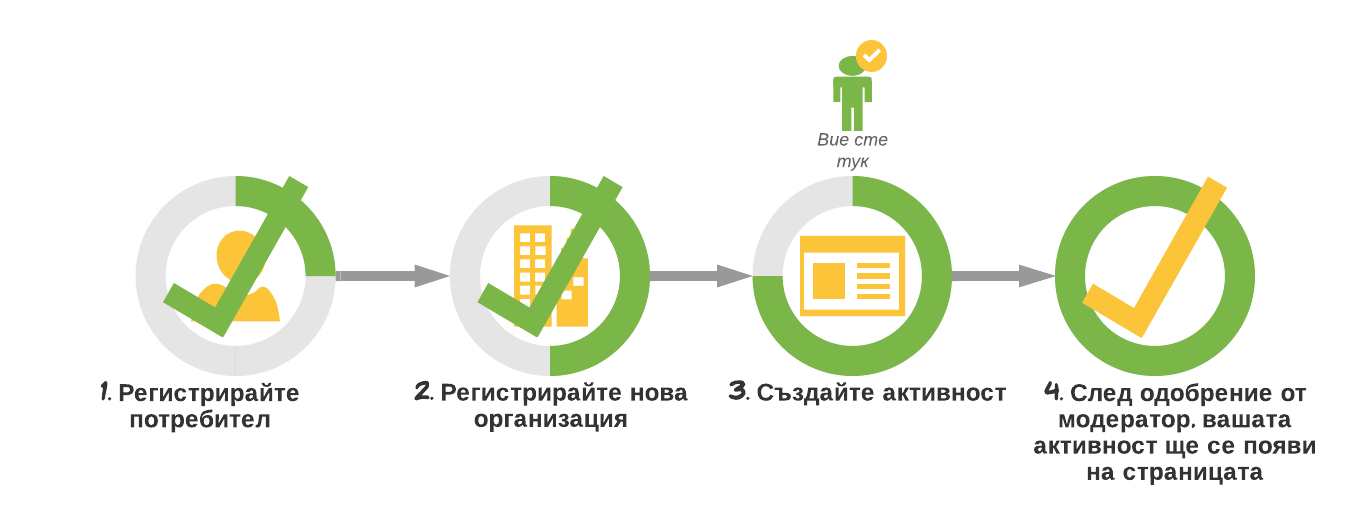 Вие сте
тук
1. Регистрирайте
потребител
2. Регистрирайте нова
организация
3. Създайте активност
4. След одобрение от
модератор, вашата
активност ще се появи
на страницата